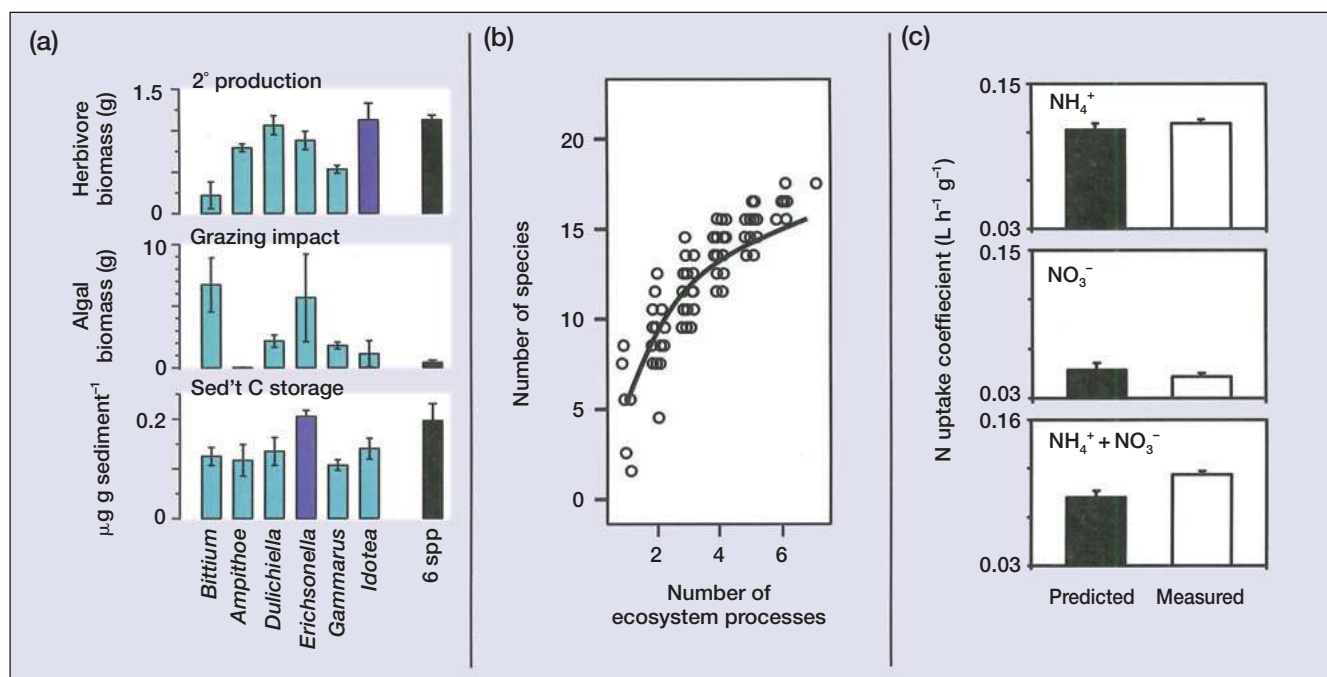 (a)
2° production
Herbivore
biomass (g)
1.5
0
Grazing impact
Algal
biomass (g)
10
0
Sed't C storage
µg g sediment⁻¹
0.2
0
Bittium
Ampithoe
Dulichiella
Erichsonella
Gammarus
Idotea
6 spp
(b)
Number of species
20
15
10
5
0
2 4 6
Number of
ecosystem processes
(c)
N uptake coeffiecient (L h⁻¹ g⁻¹)
0.15
NH₄⁺
0.03
0.15
NO₃⁻
0.03
0.16
NH₄⁺ + NO₃⁻
0.03
Predicted Measured